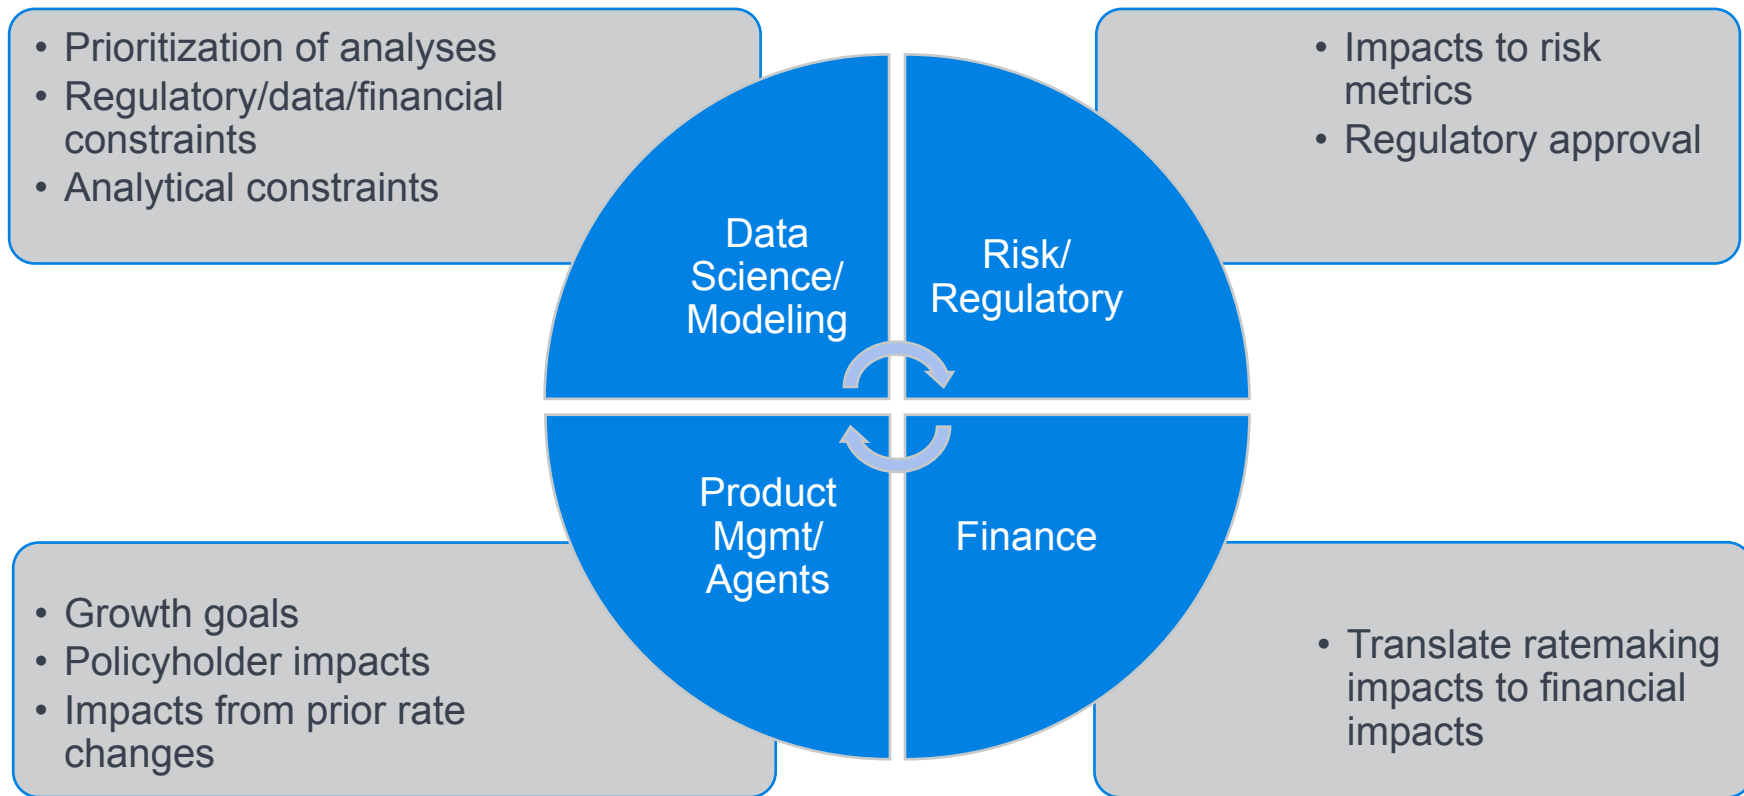 • Prioritization of analyses
• Regulatory/data/financial
constraints
• Analytical constraints
• Impacts to risk
metrics
• Regulatory approval
Data
Science/
Modeling
Risk/
Regulatory
Product
Mgmt/
Agents
Finance
• Growth goals
• Policyholder impacts
• Impacts from prior rate
changes
• Translate ratemaking
impacts to financial
impacts